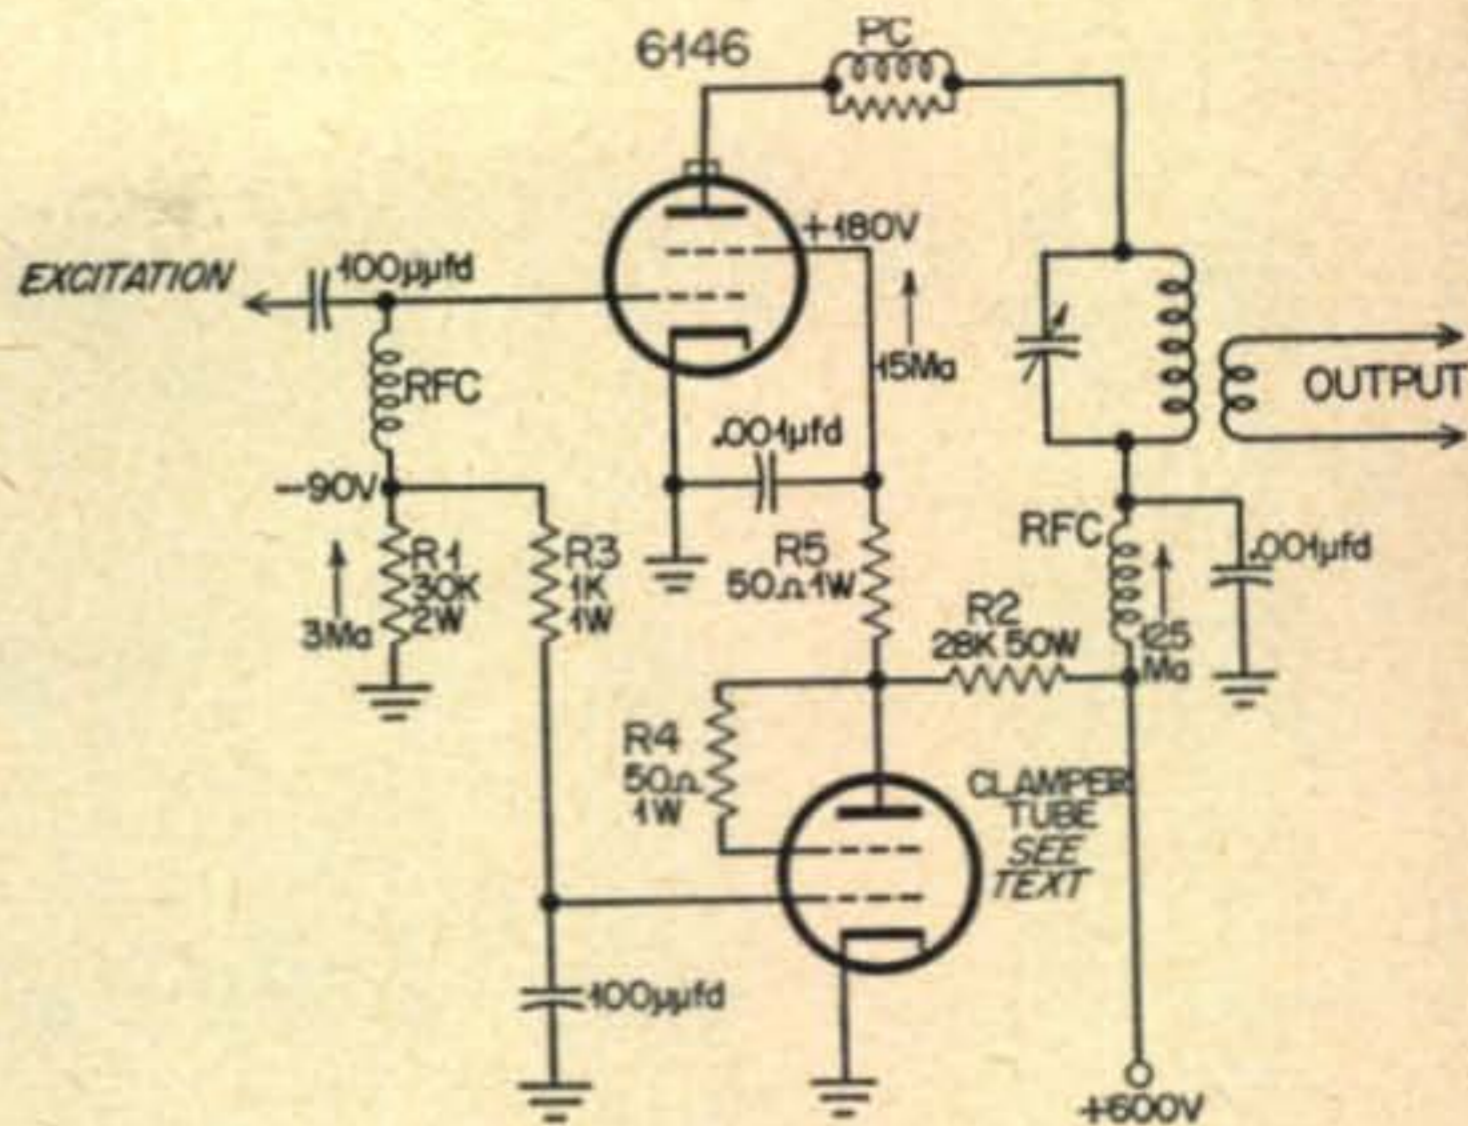 6146
PC
+180V
EXCITATION
100µµfd
15Ma
RFC
OUTPUT
.001µfd
-90V
R1
30K
2W
3Ma
R3
1K
1W
R5
50Ω 1W
RFC
.001µfd
R2
28K 50W
125
Ma
R4
50Ω
1W
CLAMPER
TUBE
SEE
TEXT
100µµfd
+600V